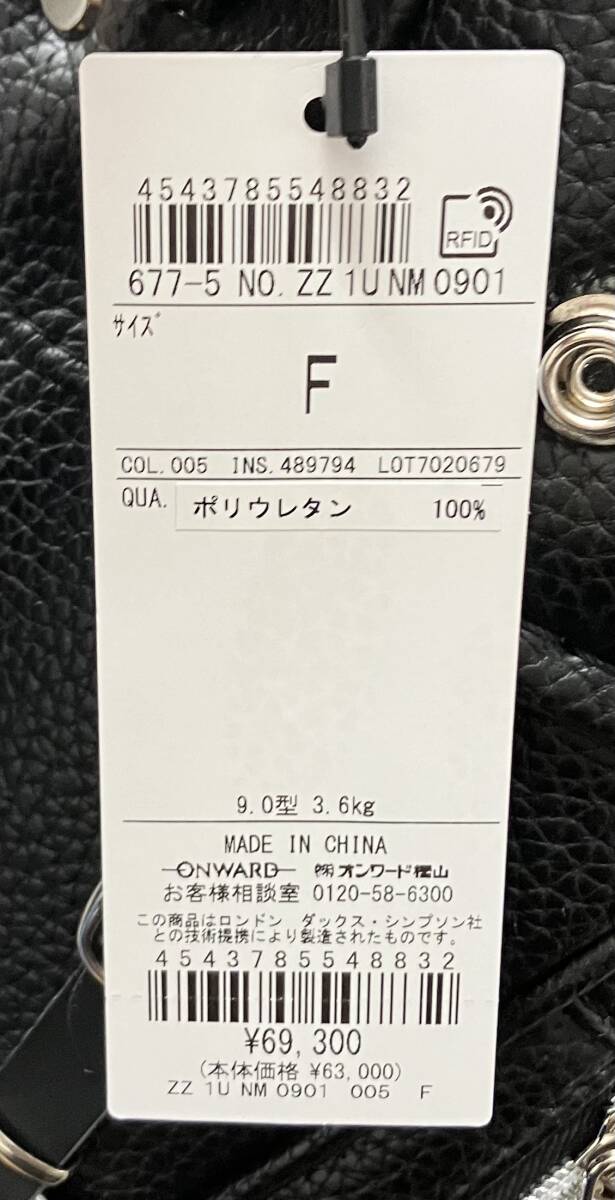 4543785548832
RFID
677-5 NO. ZZ 1U NM 0901
サイズ
F
COL.005 INS.489794 LOT7020679
QUA. ポリウレタン 100%
9.0型 3.6kg
MADE IN CHINA
ONWARD ㈱オンワード樫山
お客様相談室 0120-58-6300
この商品はロンドン ダックス・シンプソン社
との技術提携により製造されたものです。
4543785548832
¥69,300
(本体価格 ¥63,000)
ZZ 1U NM 0901 005 F